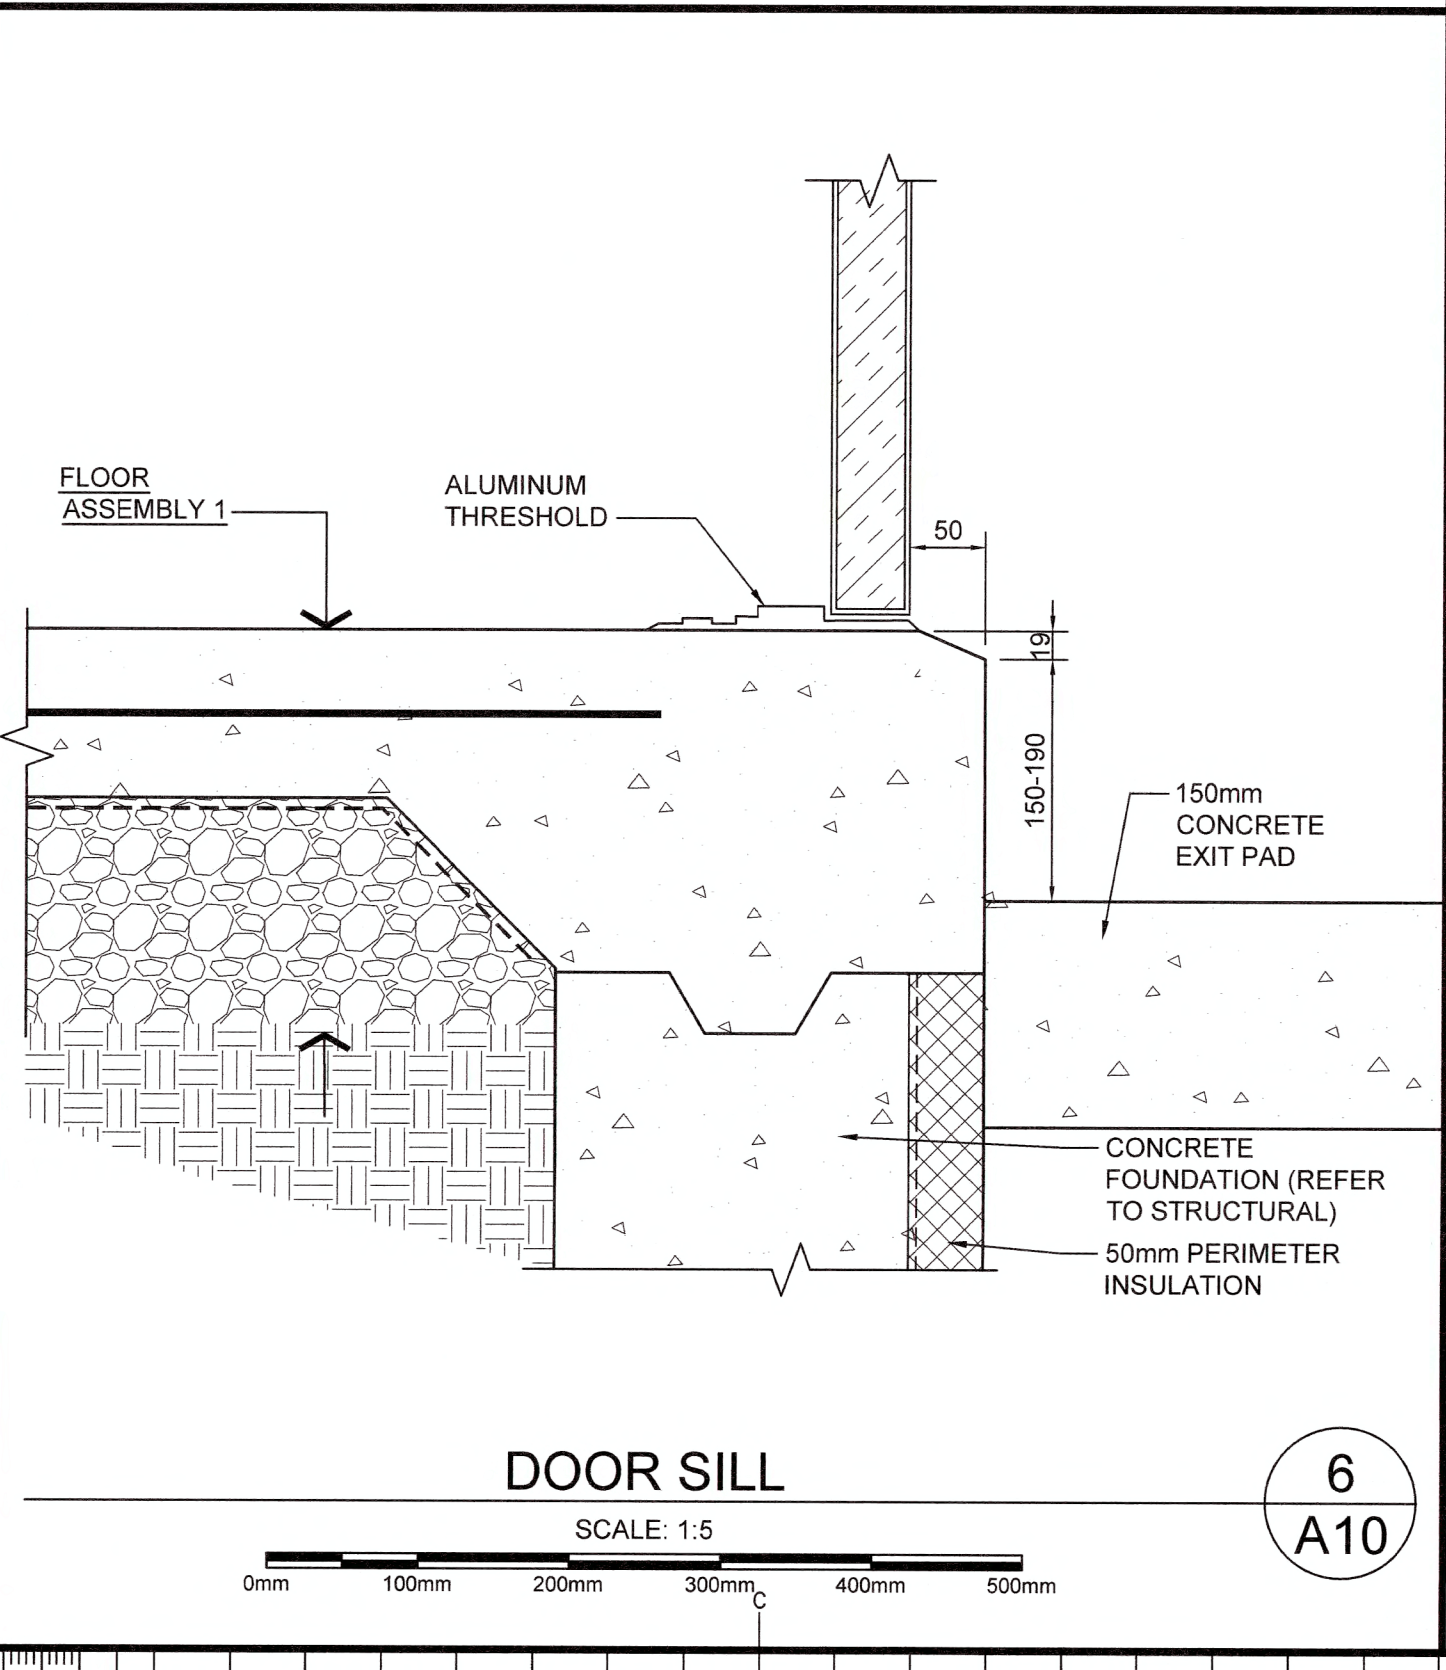 FLOOR
ASSEMBLY 1
ALUMINUM
THRESHOLD
50
19
150-190
150mm
CONCRETE
EXIT PAD
CONCRETE
FOUNDATION (REFER
TO STRUCTURAL)
50mm PERIMETER
INSULATION
DOOR SILL
SCALE: 1:5
0mm 100mm 200mm 300mm 400mm 500mm
C
6
A10